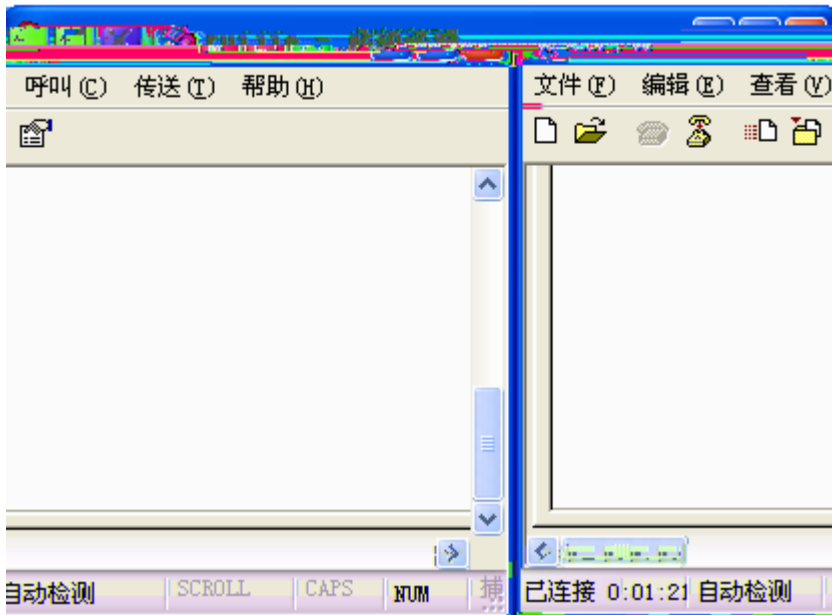 呼叫(C) 传送(T) 帮助(H)
文件(F) 编辑(E) 查看(V)
自动检测 SCROLL CAPS NUM 捕
已连接 0:01:21 自动检测